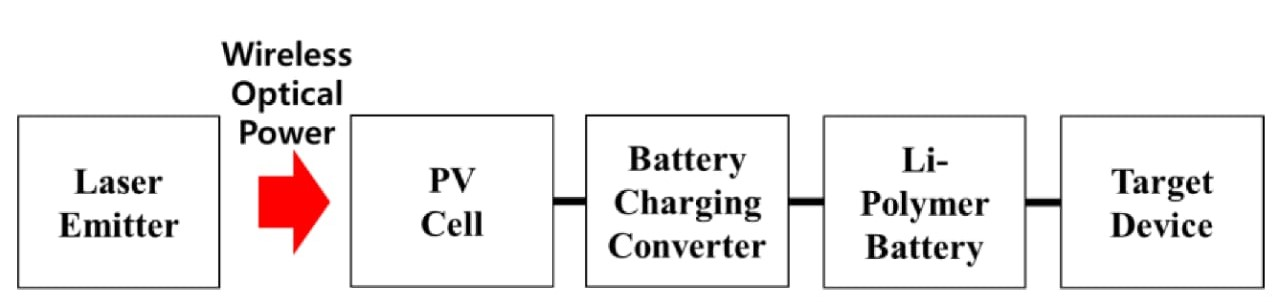 Wireless
Optical
Power
Laser
Emitter
PV
Cell
Battery
Charging
Converter
Li-
Polymer
Battery
Target
Device